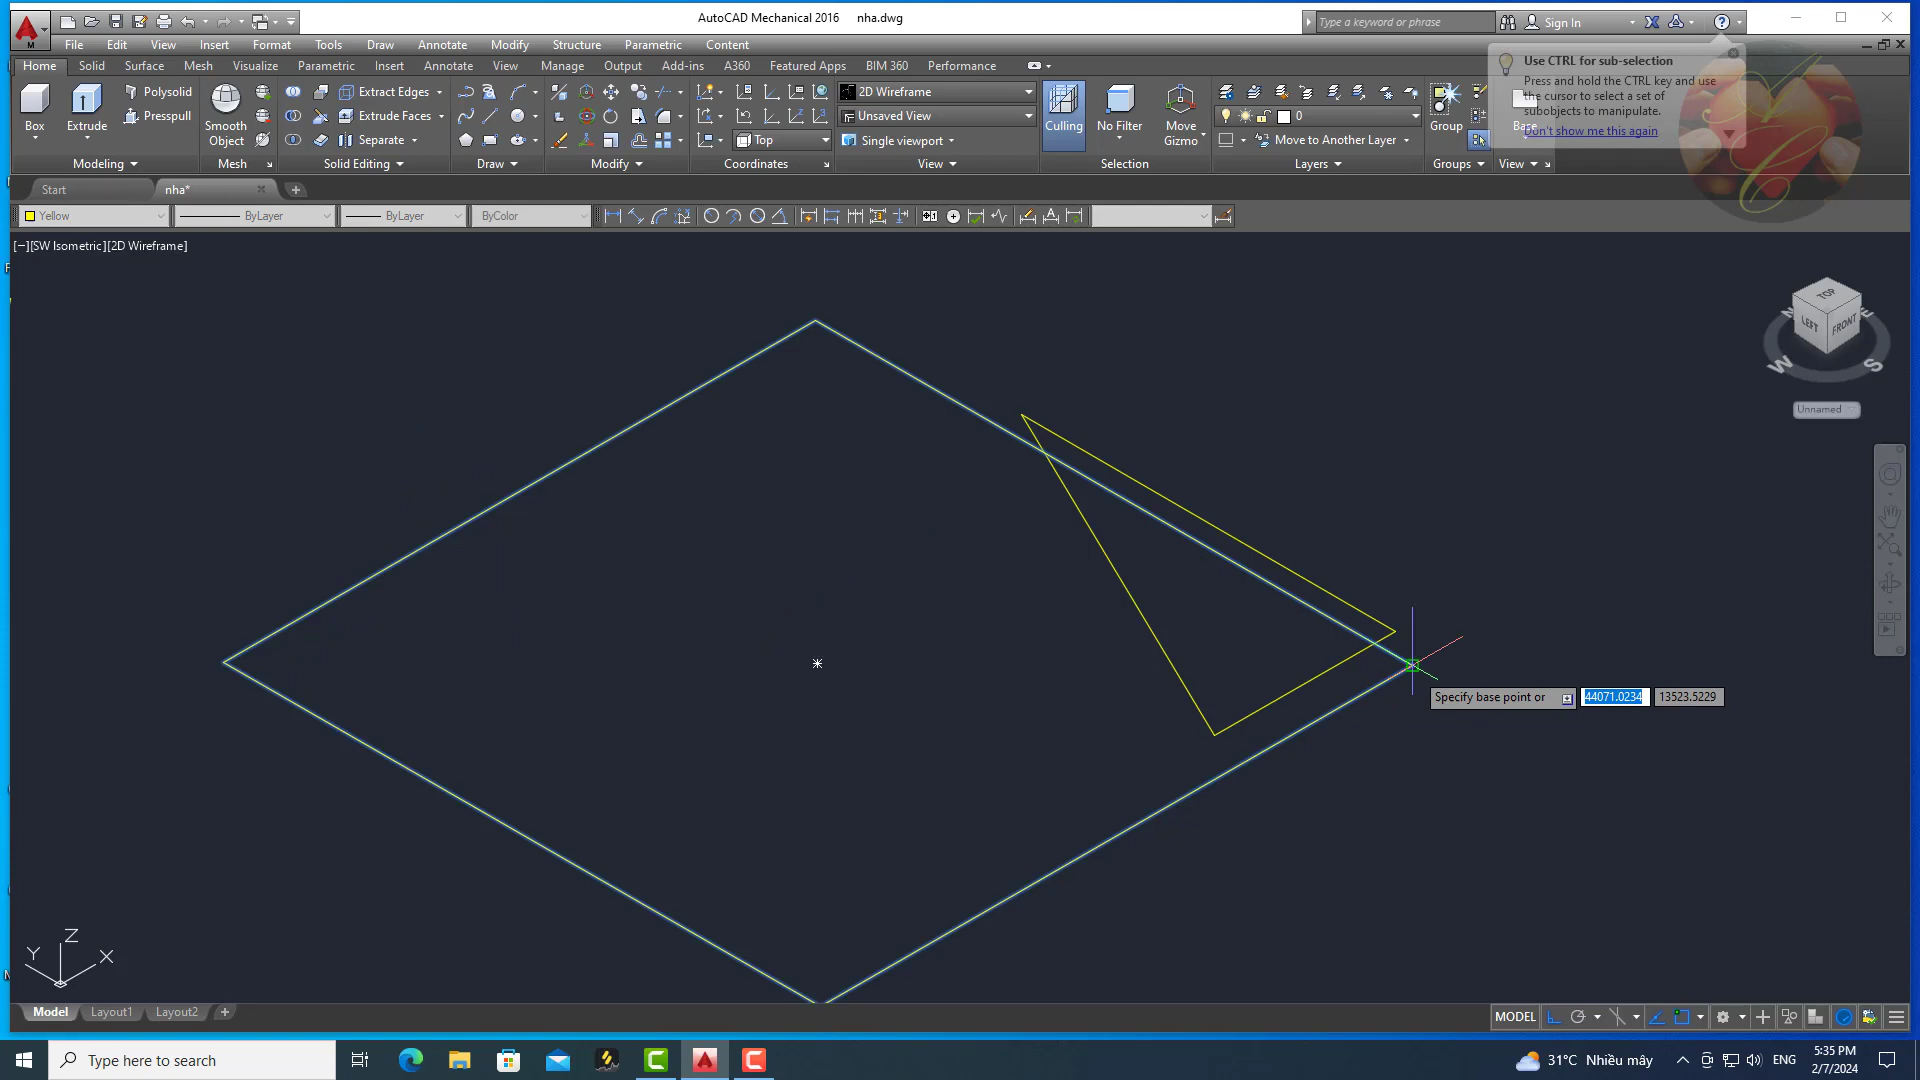 AutoCAD Mechanical 2016 nha.dwg
Type a keyword or phrase
Sign In
M
File Edit View Insert Format Tools Draw Annotate Modify Structure Parametric Content
Home Solid Surface Mesh Visualize Parametric Insert Annotate View Manage Output Add-ins A360 Featured Apps BIM 360 Performance
Use CTRL for sub-selection
Press and hold the CTRL key and use
the cursor to select a set of
subobjects to manipulate.
Don't show me this again
Box
Extrude
Polysolid
Presspull
Smooth
Object
Extract Edges
Extrude Faces
Separate
Top
2D Wireframe
Unsaved View
Single viewport
Culling
No Filter
Move
Gizmo
0
Move to Another Layer
Group
Base
Modeling Mesh Solid Editing Draw Modify Coordinates View Selection Layers Groups View
Start nha*
Yellow ByLayer ByLayer ByColor
[−][SW Isometric][2D Wireframe]
TOP
LEFT
FRONT
W
S
Unnamed
Specify base point or 44071.0234 13523.5229
Z
Y
X
Model Layout1 Layout2
MODEL
Type here to search
31°C Nhiều mây
ENG
5:35 PM
2/7/2024